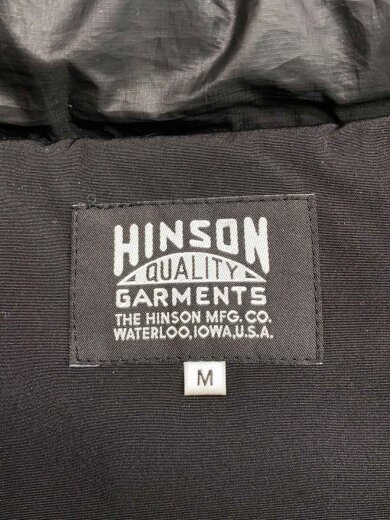 HINSON
QUALITY
GARMENTS
THE HINSON MFG. CO.
WATERLOO, IOWA, U.S.A.
M